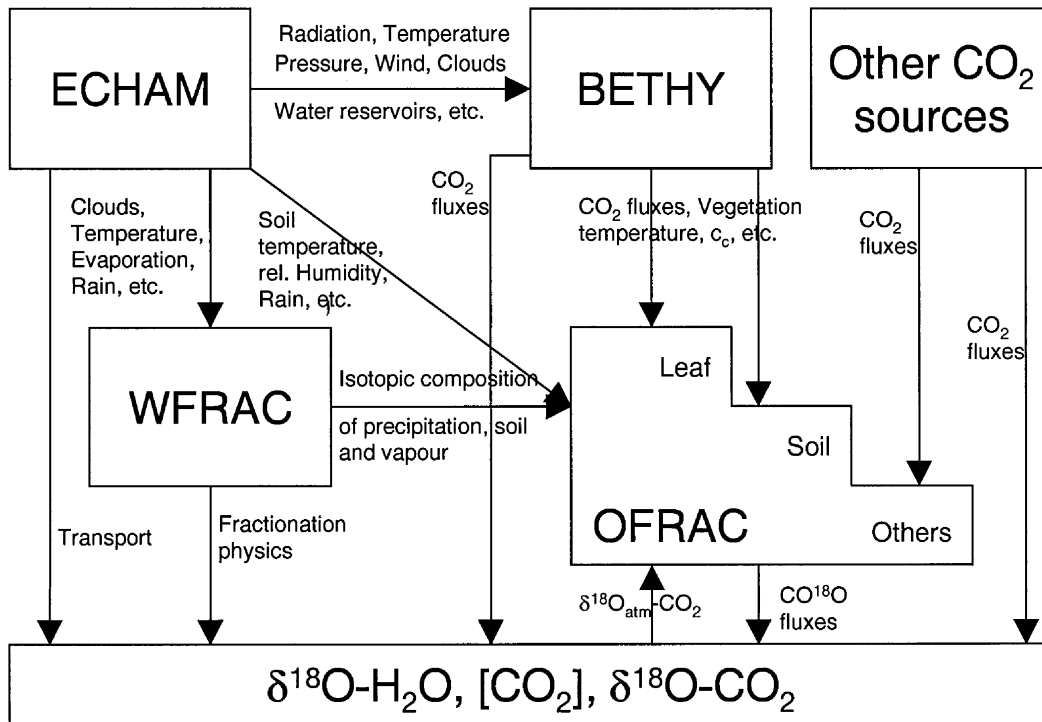 ECHAM
Radiation, Temperature
Pressure, Wind, Clouds
Water reservoirs, etc.
BETHY
Other CO₂
sources
Clouds,
Temperature,
Evaporation,
Rain, etc.
Soil
temperature,
rel. Humidity,
Rain, etc.
CO₂
fluxes
CO₂ fluxes, Vegetation
temperature, c_c, etc.
CO₂
fluxes
CO₂
fluxes
WFRAC
Isotopic composition
of precipitation, soil
and vapour
Leaf
Soil
Others
OFRAC
Transport
Fractionation
physics
δ¹⁸O_atm-CO₂
CO¹⁸O
fluxes
δ¹⁸O-H₂O, [CO₂], δ¹⁸O-CO₂